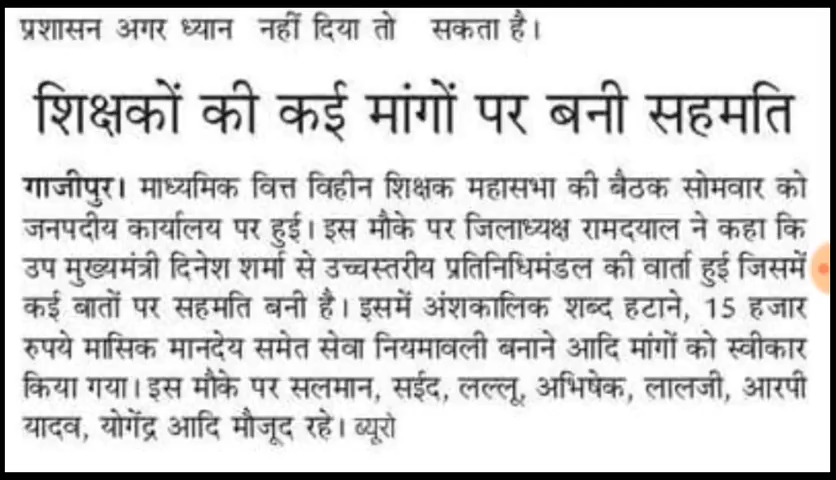 प्रशासन अगर ध्यान नहीं दिया तो सकता है।
शिक्षकों की कई मांगों पर बनी सहमति
गाजीपुर। माध्यमिक वित्त विहीन शिक्षक महासभा की बैठक सोमवार को
जनपदीय कार्यालय पर हुई। इस मौके पर जिलाध्यक्ष रामदयाल ने कहा कि
उप मुख्यमंत्री दिनेश शर्मा से उच्चस्तरीय प्रतिनिधिमंडल की वार्ता हुई जिसमें
कई बातों पर सहमति बनी है। इसमें अंशकालिक शब्द हटाने, 15 हजार
रुपये मासिक मानदेय समेत सेवा नियमावली बनाने आदि मांगों को स्वीकार
किया गया। इस मौके पर सलमान, सईद, लल्लू, अभिषेक, लालजी, आरपी
यादव, योगेंद्र आदि मौजूद रहे। ब्यूरो